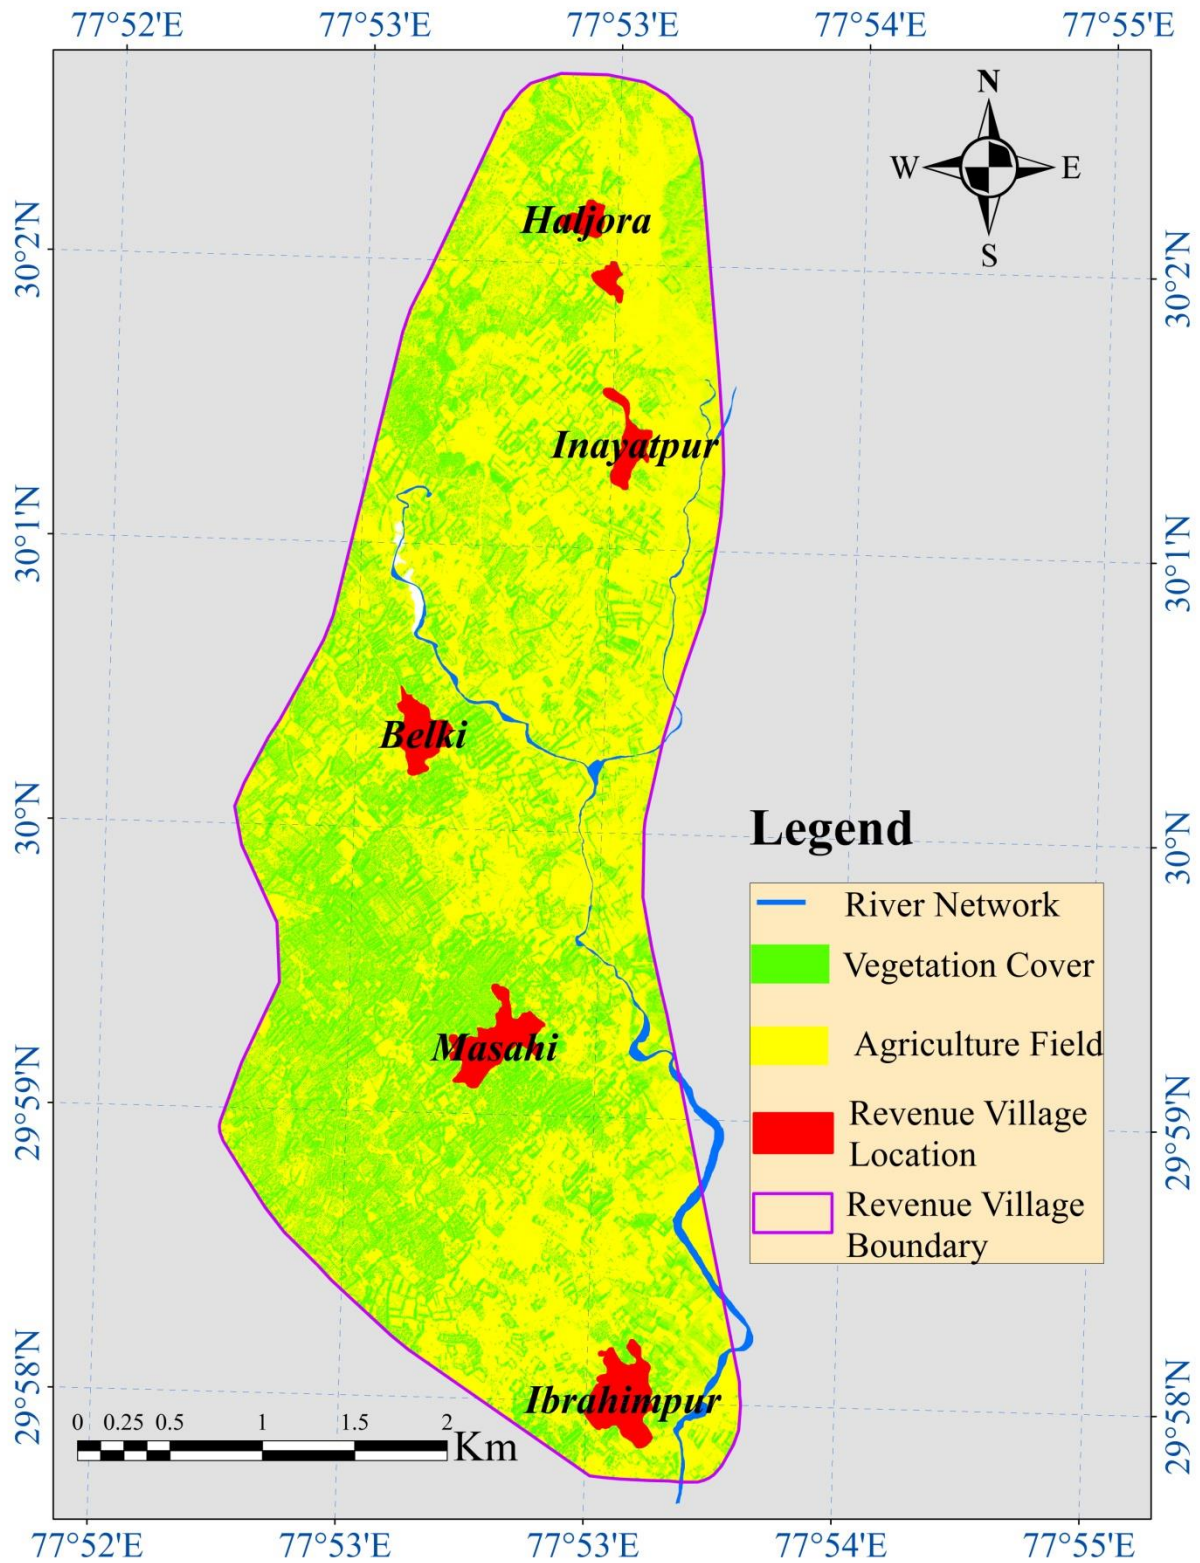 77°52'E 77°53'E 77°53'E 77°54'E 77°55'E
N
W E
S
Haljora
30°2'N 30°2'N
Inayatpur
30°1'N 30°1'N
Belki
30°N 30°N
Legend
River Network
Vegetation Cover
Agriculture Field
Revenue Village
Location
Revenue Village
Boundary
Masahi
29°59'N 29°59'N
Ibrahimpur
29°58'N 29°58'N
0 0.25 0.5 1 1.5 2
Km
77°52'E 77°53'E 77°53'E 77°54'E 77°55'E